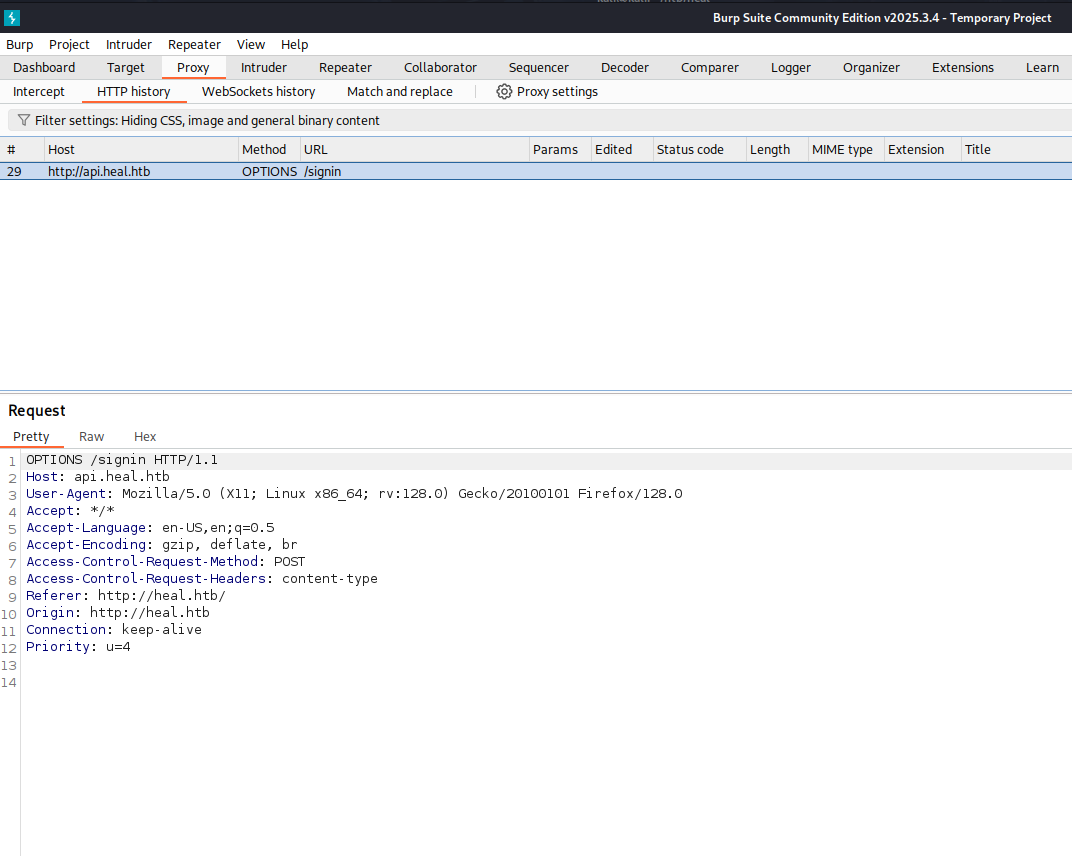 Burp Suite Community Edition v2025.3.4 - Temporary Project
Burp Project Intruder Repeater View Help
Dashboard Target Proxy Intruder Repeater Collaborator Sequencer Decoder Comparer Logger Organizer Extensions Learn
Intercept HTTP history WebSockets history Match and replace Proxy settings
Filter settings: Hiding CSS, image and general binary content
# Host Method URL Params Edited Status code Length MIME type Extension Title
29 http://api.heal.htb OPTIONS /signin
Request
Pretty Raw Hex
1 OPTIONS /signin HTTP/1.1
2 Host: api.heal.htb
3 User-Agent: Mozilla/5.0 (X11; Linux x86_64; rv:128.0) Gecko/20100101 Firefox/128.0
4 Accept: */*
5 Accept-Language: en-US,en;q=0.5
6 Accept-Encoding: gzip, deflate, br
7 Access-Control-Request-Method: POST
8 Access-Control-Request-Headers: content-type
9 Referer: http://heal.htb/
10 Origin: http://heal.htb
11 Connection: keep-alive
12 Priority: u=4
13
14